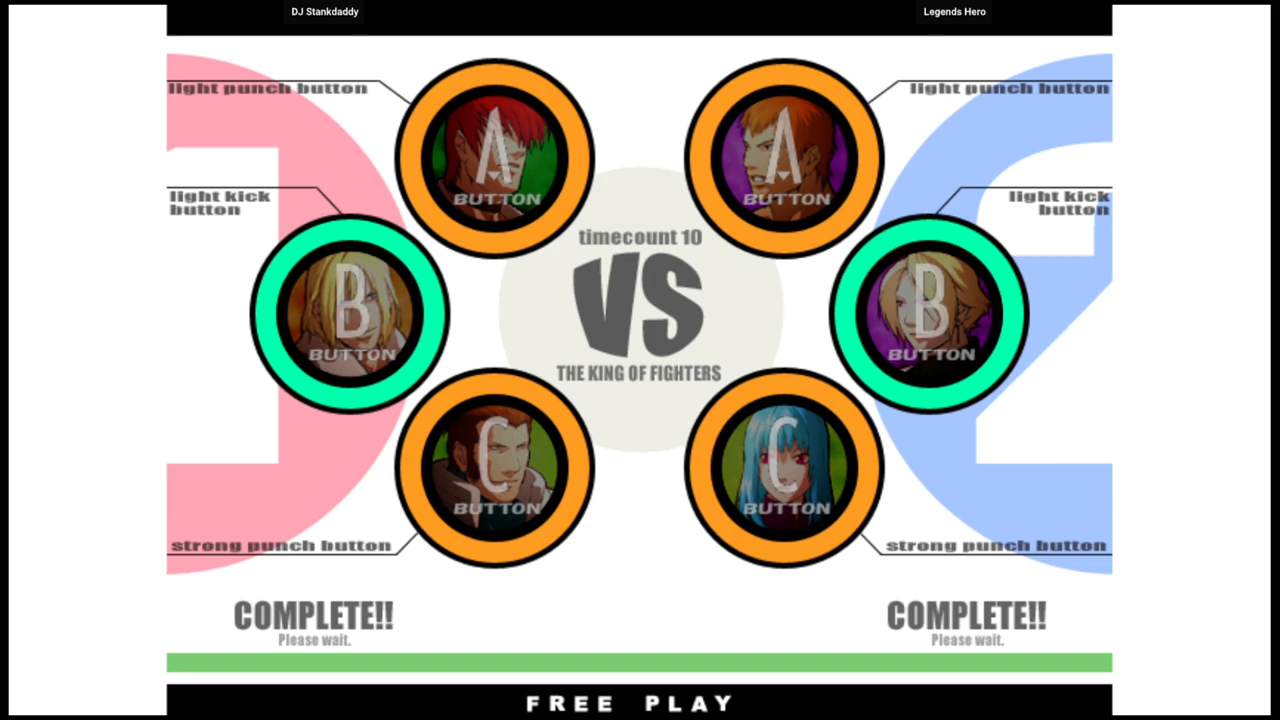 DJ Stankdaddy
Legends Hero
light punch button
light punch button
A
BUTTON
A
BUTTON
light kick
button
light kick
button
timecount 10
VS
THE KING OF FIGHTERS
B
BUTTON
B
BUTTON
C
BUTTON
C
BUTTON
1
2
strong punch button
strong punch button
COMPLETE!!
Please wait.
COMPLETE!!
Please wait.
FREE PLAY